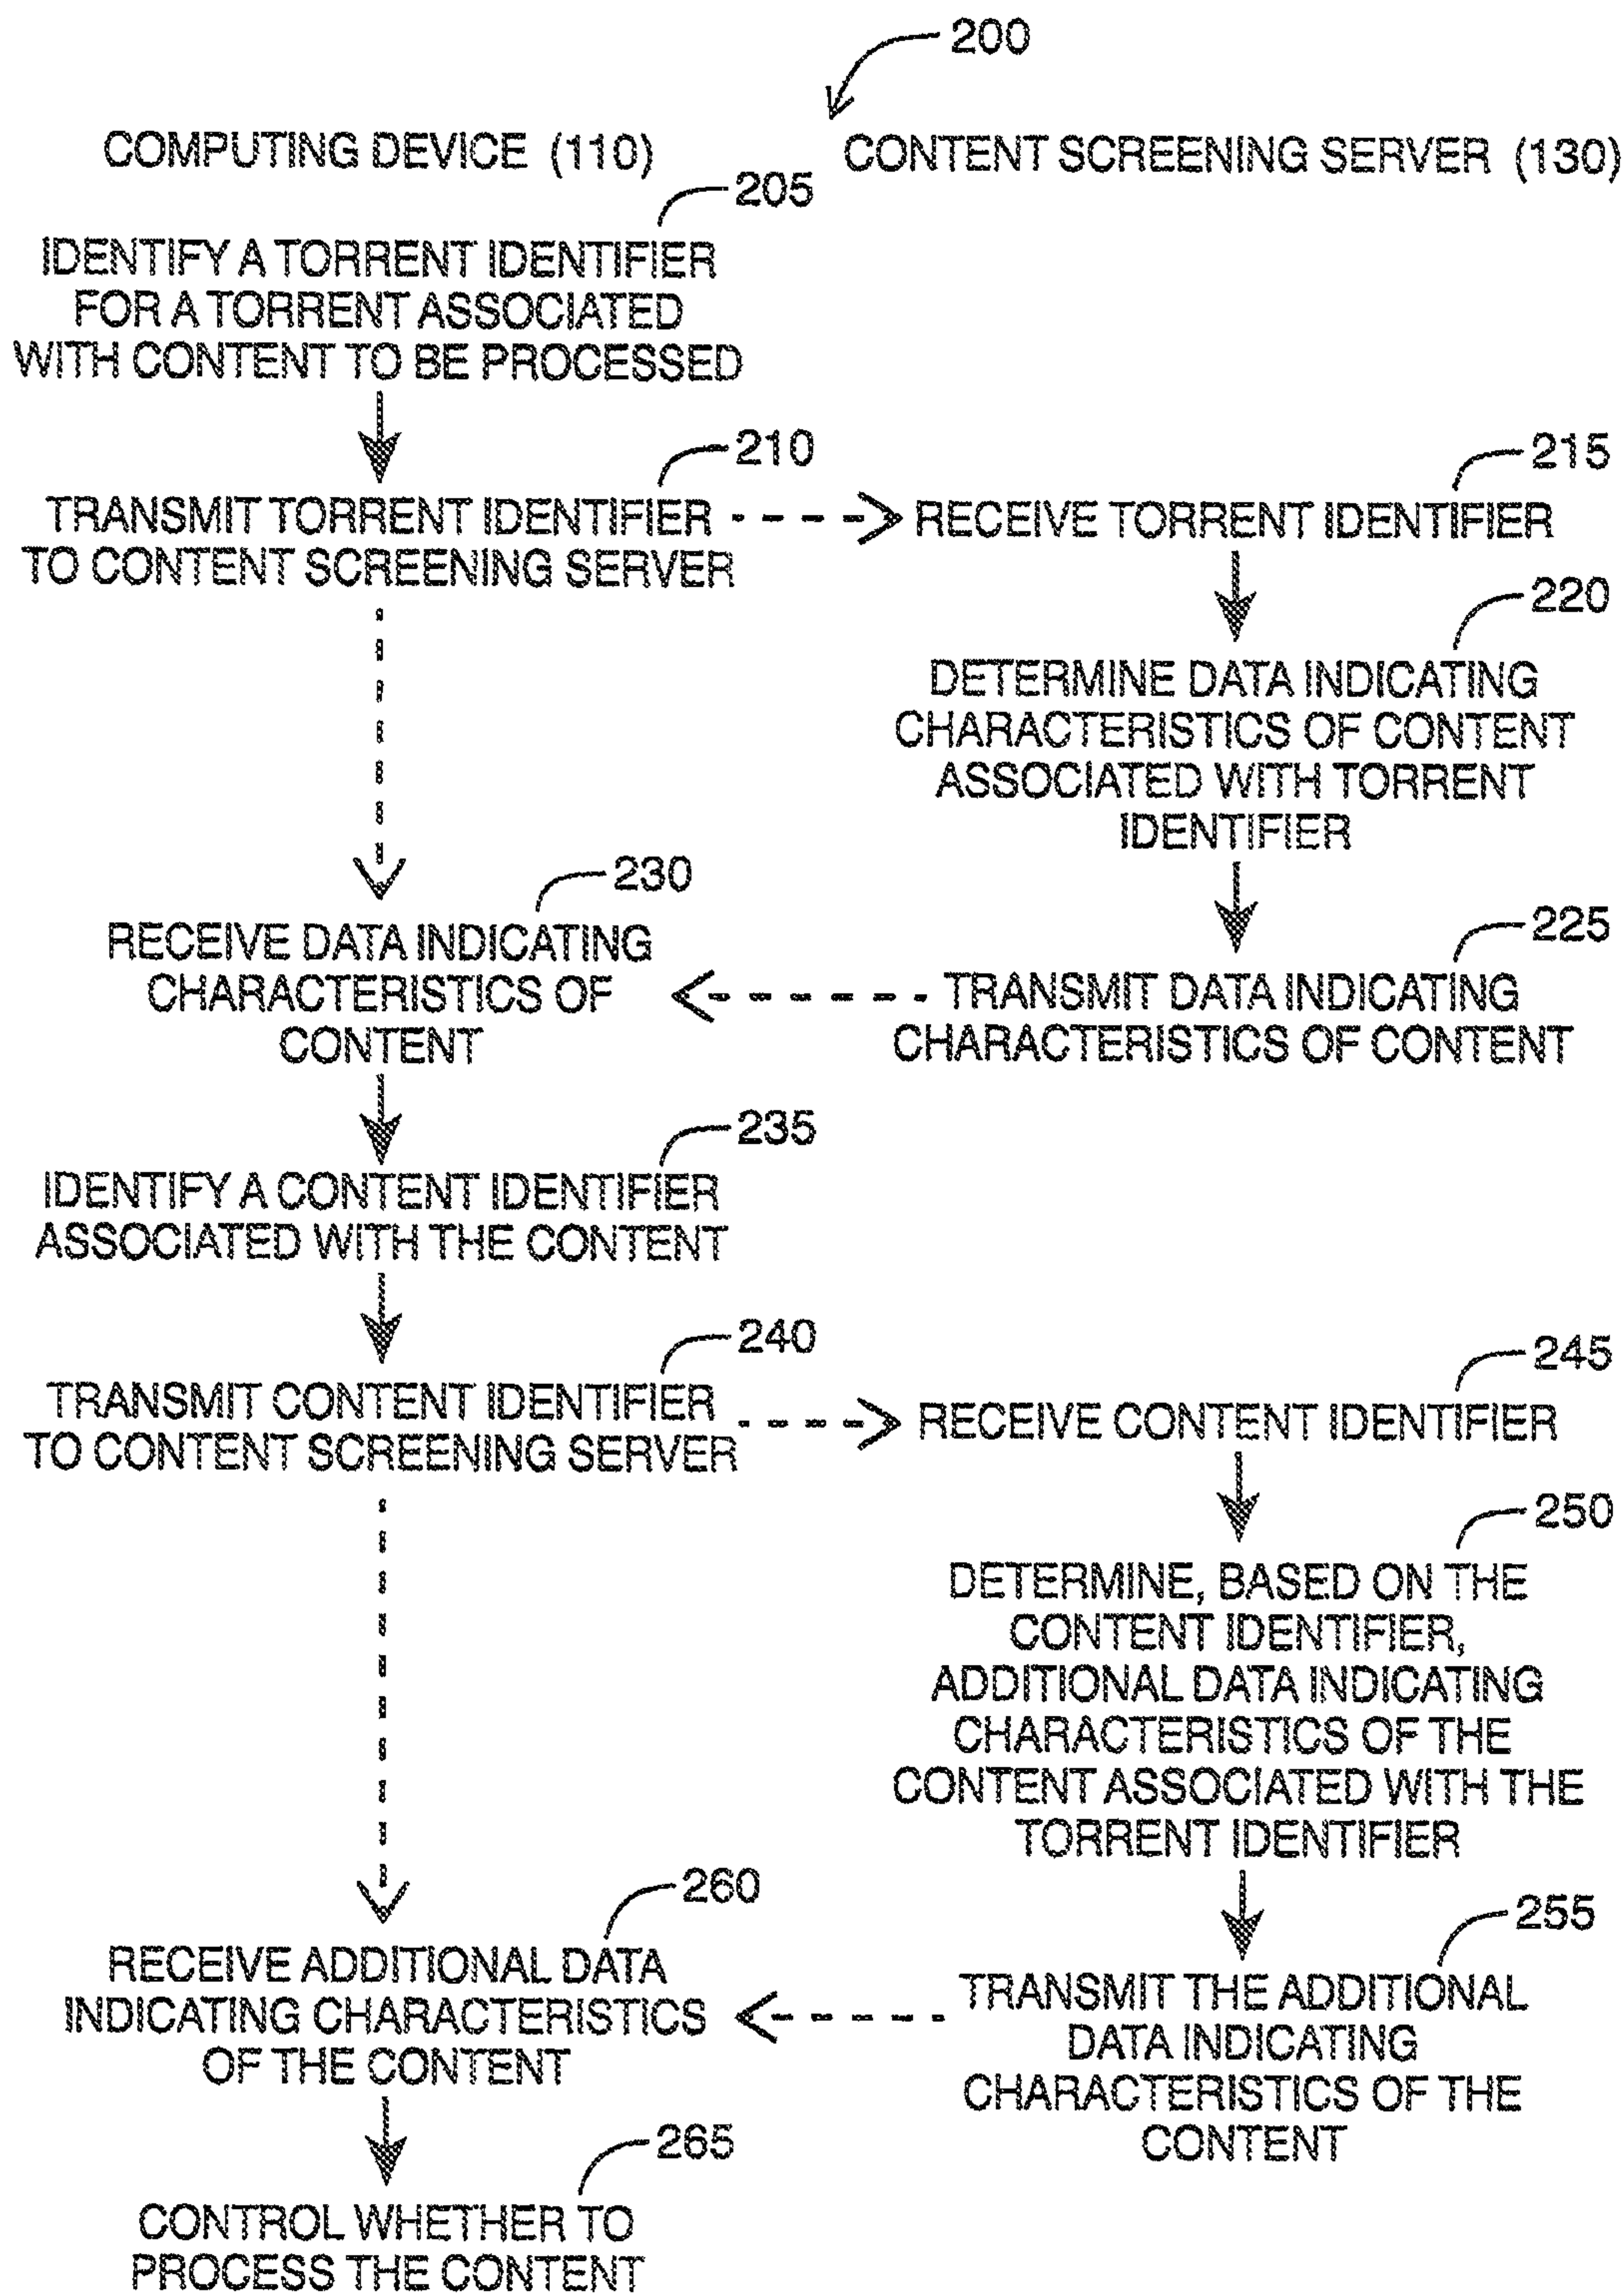 200
COMPUTING DEVICE (110)
CONTENT SCREENING SERVER (130)
205
IDENTIFY A TORRENT IDENTIFIER
FOR A TORRENT ASSOCIATED
WITH CONTENT TO BE PROCESSED
210
TRANSMIT TORRENT IDENTIFIER
TO CONTENT SCREENING SERVER
215
RECEIVE TORRENT IDENTIFIER
220
DETERMINE DATA INDICATING
CHARACTERISTICS OF CONTENT
ASSOCIATED WITH TORRENT
IDENTIFIER
225
TRANSMIT DATA INDICATING
CHARACTERISTICS OF CONTENT
230
RECEIVE DATA INDICATING
CHARACTERISTICS OF
CONTENT
235
IDENTIFY A CONTENT IDENTIFIER
ASSOCIATED WITH THE CONTENT
240
TRANSMIT CONTENT IDENTIFIER
TO CONTENT SCREENING SERVER
245
RECEIVE CONTENT IDENTIFIER
250
DETERMINE, BASED ON THE
CONTENT IDENTIFIER,
ADDITIONAL DATA INDICATING
CHARACTERISTICS OF THE
CONTENT ASSOCIATED WITH THE
TORRENT IDENTIFIER
255
TRANSMIT THE ADDITIONAL
DATA INDICATING
CHARACTERISTICS OF THE
CONTENT
260
RECEIVE ADDITIONAL DATA
INDICATING CHARACTERISTICS
OF THE CONTENT
265
CONTROL WHETHER TO
PROCESS THE CONTENT